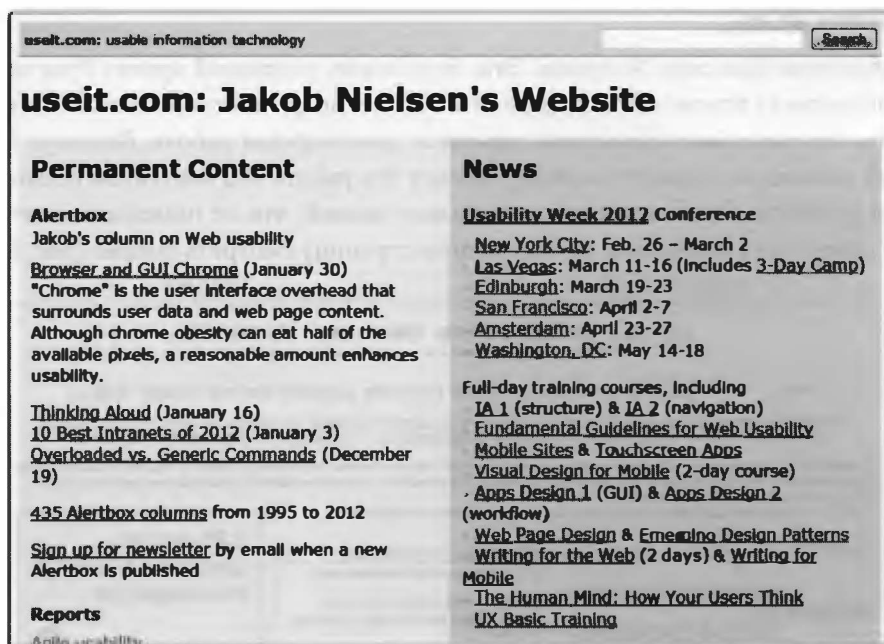 useit.com: usable information technology
Search
useit.com: Jakob Nielsen's Website
Permanent Content
Alertbox
Jakob's column on Web usability
Browser and GUI Chrome (January 30)
"Chrome" is the user interface overhead that
surrounds user data and web page content.
Although chrome obesity can eat half of the
available pixels, a reasonable amount enhances
usability.
Thinking Aloud (January 16)
10 Best Intranets of 2012 (January 3)
Overloaded vs. Generic Commands (December
19)
435 Alertbox columns from 1995 to 2012
Sign up for newsletter by email when a new
Alertbox is published
Reports
Agile usability
News
Usability Week 2012 Conference
New York City: Feb. 26 – March 2
Las Vegas: March 11-16 (includes 3-Day Camp)
Edinburgh: March 19-23
San Francisco: April 2-7
Amsterdam: April 23-27
Washington, DC: May 14-18
Full-day training courses, including
IA 1 (structure) & IA 2 (navigation)
Fundamental Guidelines for Web Usability
Mobile Sites & Touchscreen Apps
Visual Design for Mobile (2-day course)
Apps Design 1 (GUI) & Apps Design 2
(workflow)
Web Page Design & Emerging Design Patterns
Writing for the Web (2 days) & Writing for
Mobile
The Human Mind: How Your Users Think
UX Basic Training